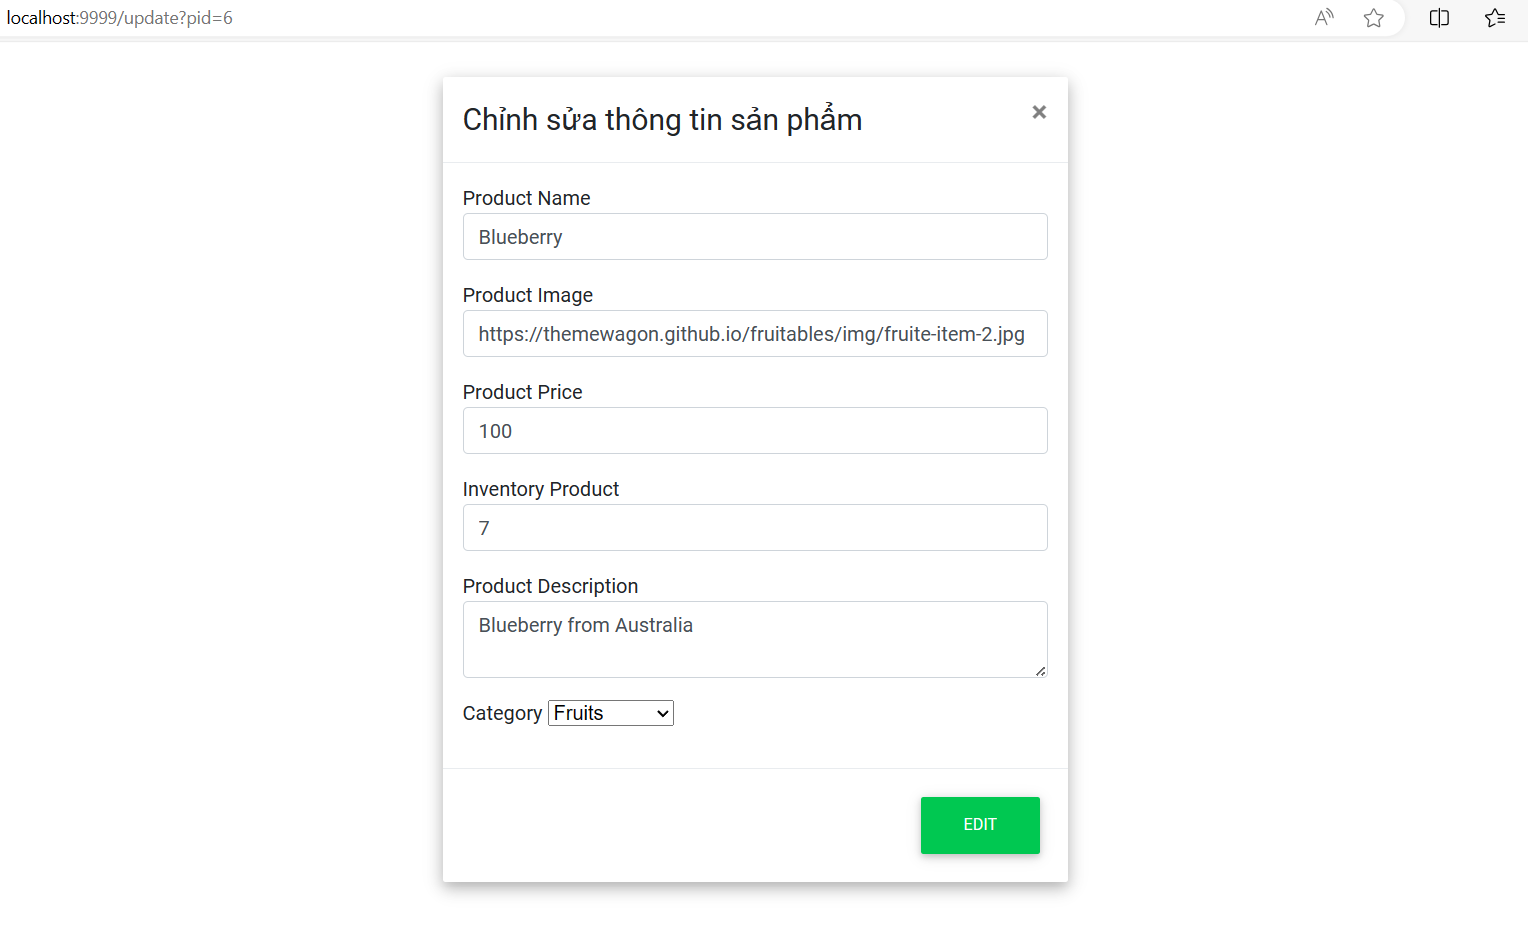 localhost:9999/update?pid=6
Chỉnh sửa thông tin sản phẩm
×
Product Name
Blueberry
Product Image
https://themewagon.github.io/fruitables/img/fruite-item-2.jpg
Product Price
100
Inventory Product
7
Product Description
Blueberry from Australia
Category Fruits
EDIT